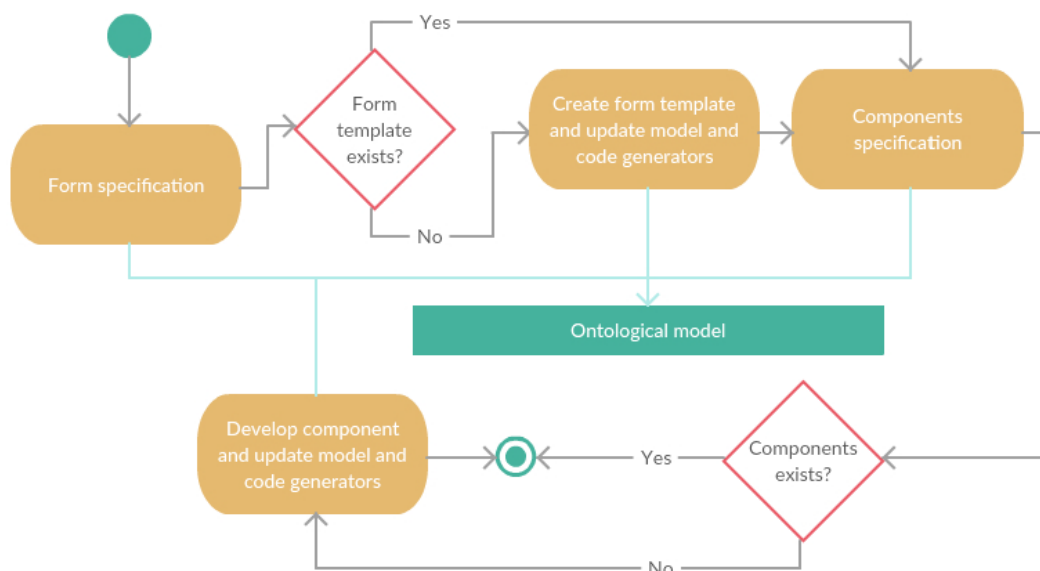 Yes
Form
template
exists?
Create form template
and update model and
code generators
Components
specification
Form specification
No
Ontological model
Develop component
and update model and
code generators
Yes
Components
exists?
No